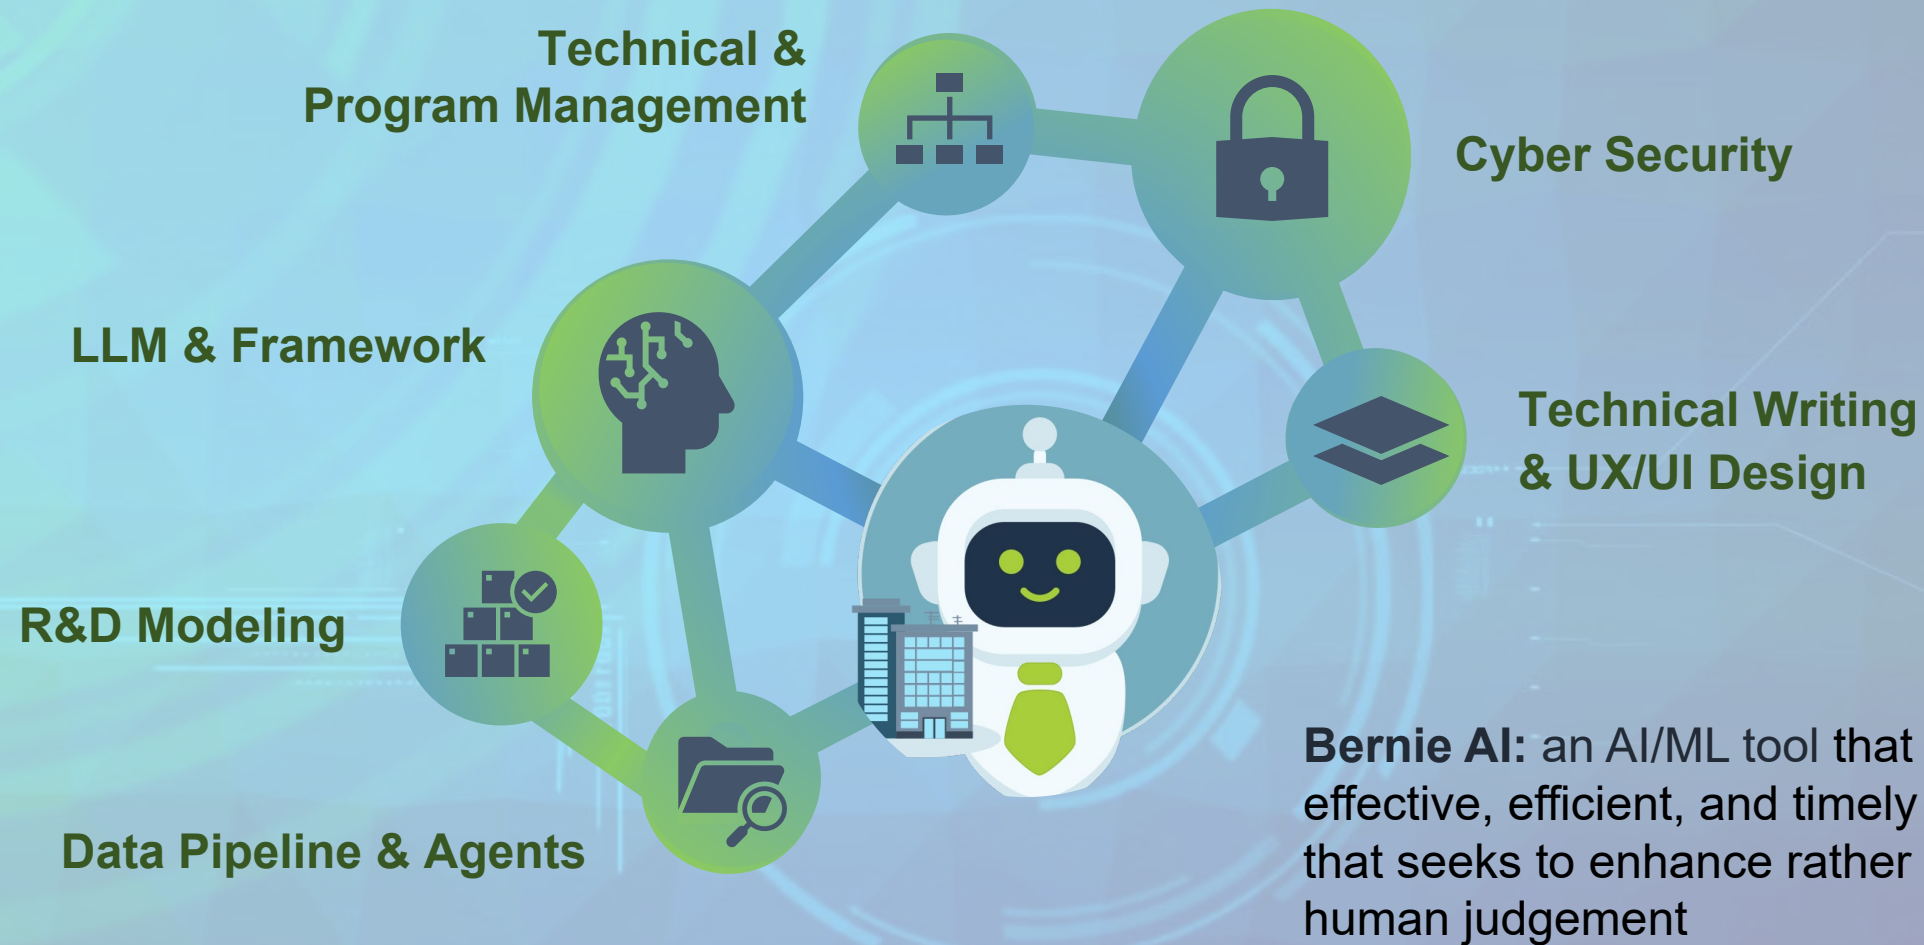 Technical &
Program Management
Cyber Security
LLM & Framework
Technical Writing
& UX/UI Design
R&D Modeling
Data Pipeline & Agents
Bernie AI: an AI/ML tool that
effective, efficient, and timely
that seeks to enhance rather
human judgement